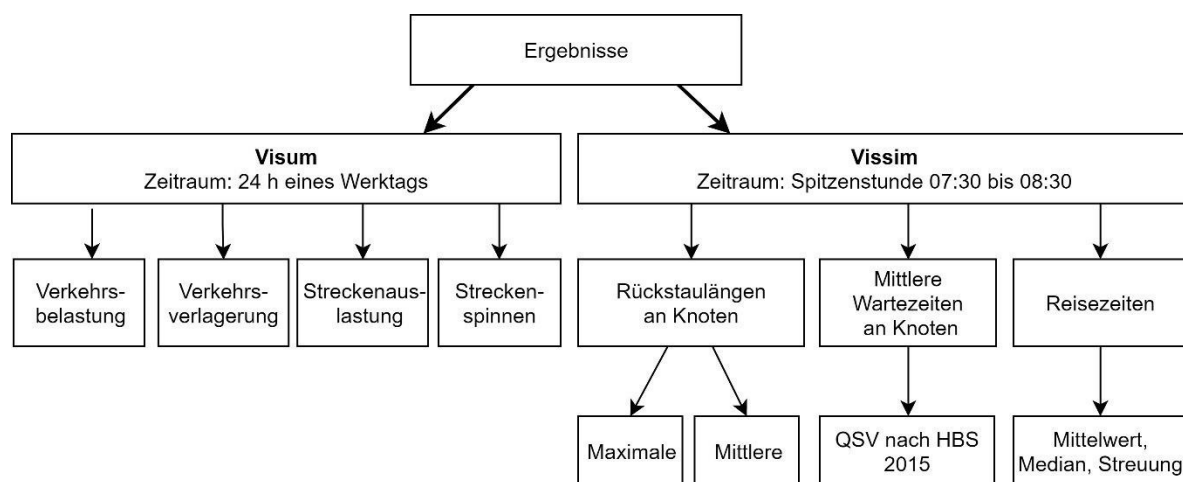 Ergebnisse
Visum
Zeitraum: 24 h eines Werktags
Vissim
Zeitraum: Spitzenstunde 07:30 bis 08:30
Verkehrs-
belastung
Verkehrs-
verlagerung
Streckenaus-
lastung
Strecken-
spinnen
Rückstaulängen
an Knoten
Mittlere
Wartezeiten
an Knoten
Reisezeiten
Maximale
Mittlere
QSV nach HBS
2015
Mittelwert,
Median, Streuung